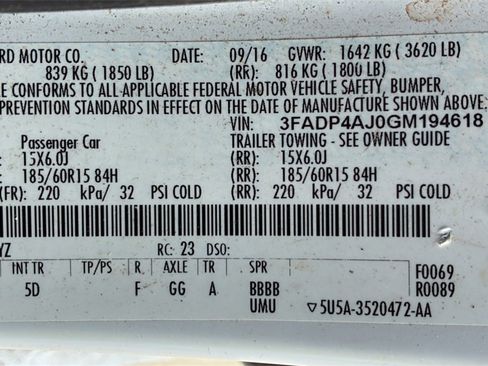 RD MOTOR CO. DATE: 09/16 GVWR: 1642 KG ( 3620 LB)
839 KG ( 1850 LB) (RR): 816 KG ( 1800 LB)
E CONFORMS TO ALL APPLICABLE FEDERAL MOTOR VEHICLE SAFETY, BUMPER,
PREVENTION STANDARDS IN EFFECT ON THE DATE OF MANUFACTURE SHOWN ABOVE.
VIN: 3FADP4AJ0GM194618
Passenger Car TRAILER TOWING - SEE OWNER GUIDE
15X6.0J (RR): 15X6.0J
185/60R15 84H (RR): 185/60R15 84H
(FR): 220 kPa/ 32 PSI COLD (RR): 220 kPa/ 32 PSI COLD
YZ RC: 23 DSO:
INT TR TP/PS R. AXLE TR SPR F0069
5D F GG A BBBB R0089
UMU ▽5U5A-3520472-AA